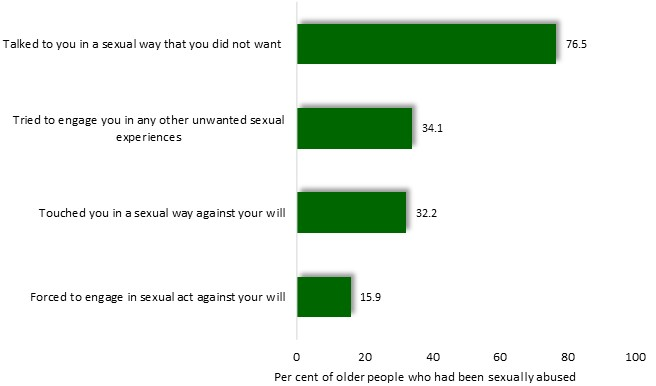 Talked to you in a sexual way that you did not want
76.5
Tried to engage you in any other unwanted sexual
experiences
34.1
Touched you in a sexual way against your will
32.2
Forced to engage in sexual act against your will
15.9
0 20 40 60 80 100
Per cent of older people who had been sexually abused